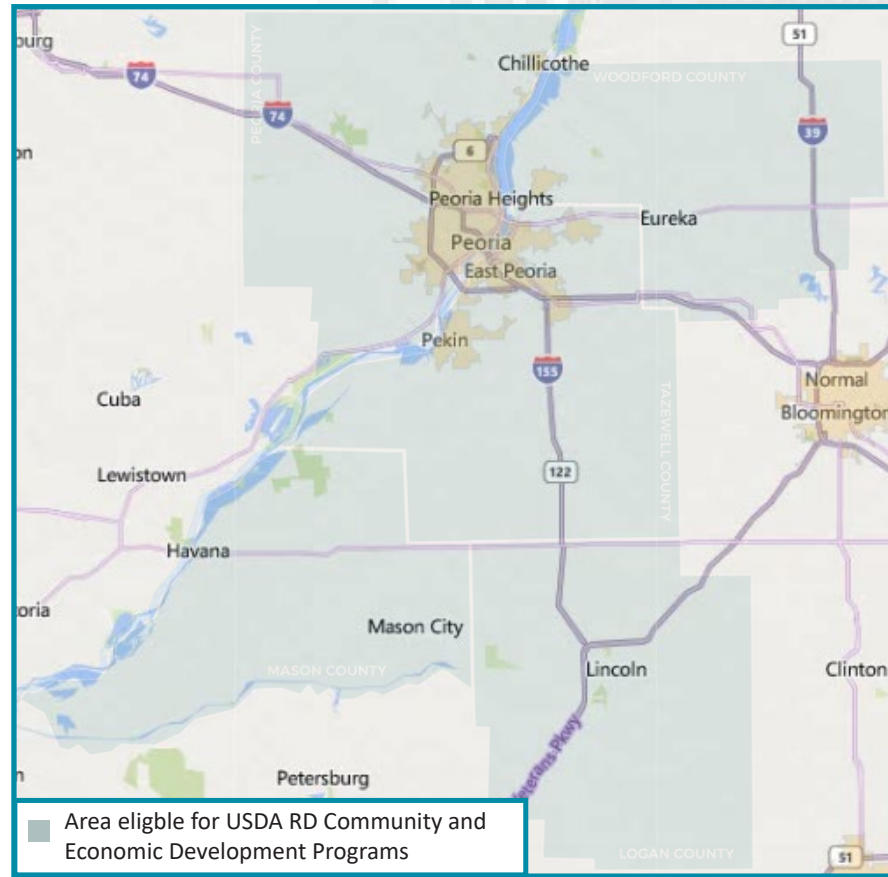 burg
51
Chillicothe
PEORIA COUNTY
WOODFORD COUNTY
74
74
39
on
6
Peoria Heights
Eureka
Peoria
East Peoria
Pekin
155
Normal
Cuba
TAZEWELL COUNTY
Bloomington
Lewistown
122
Havana
toria
Mason City
MASON COUNTY
Lincoln
Clinton
Petersburg
Veterans Pkwy
n
Area eligble for USDA RD Community and
Economic Development Programs
LOGAN COUNTY
51